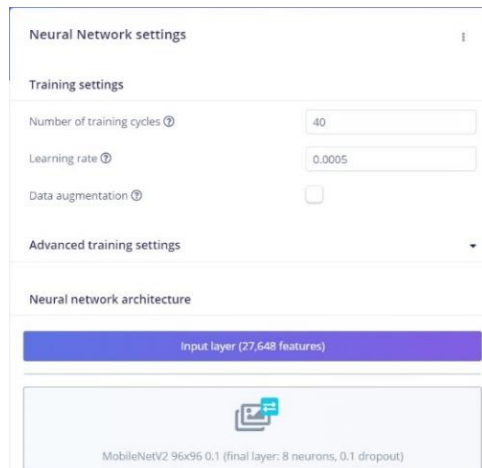 Neural Network settings
Training settings
Number of training cycles
40
Learning rate
0.0005
Data augmentation
Advanced training settings
Neural network architecture
Input layer (27,648 features)
MobileNetV2 96x96 0.1 (final layer: 8 neurons, 0.1 dropout)